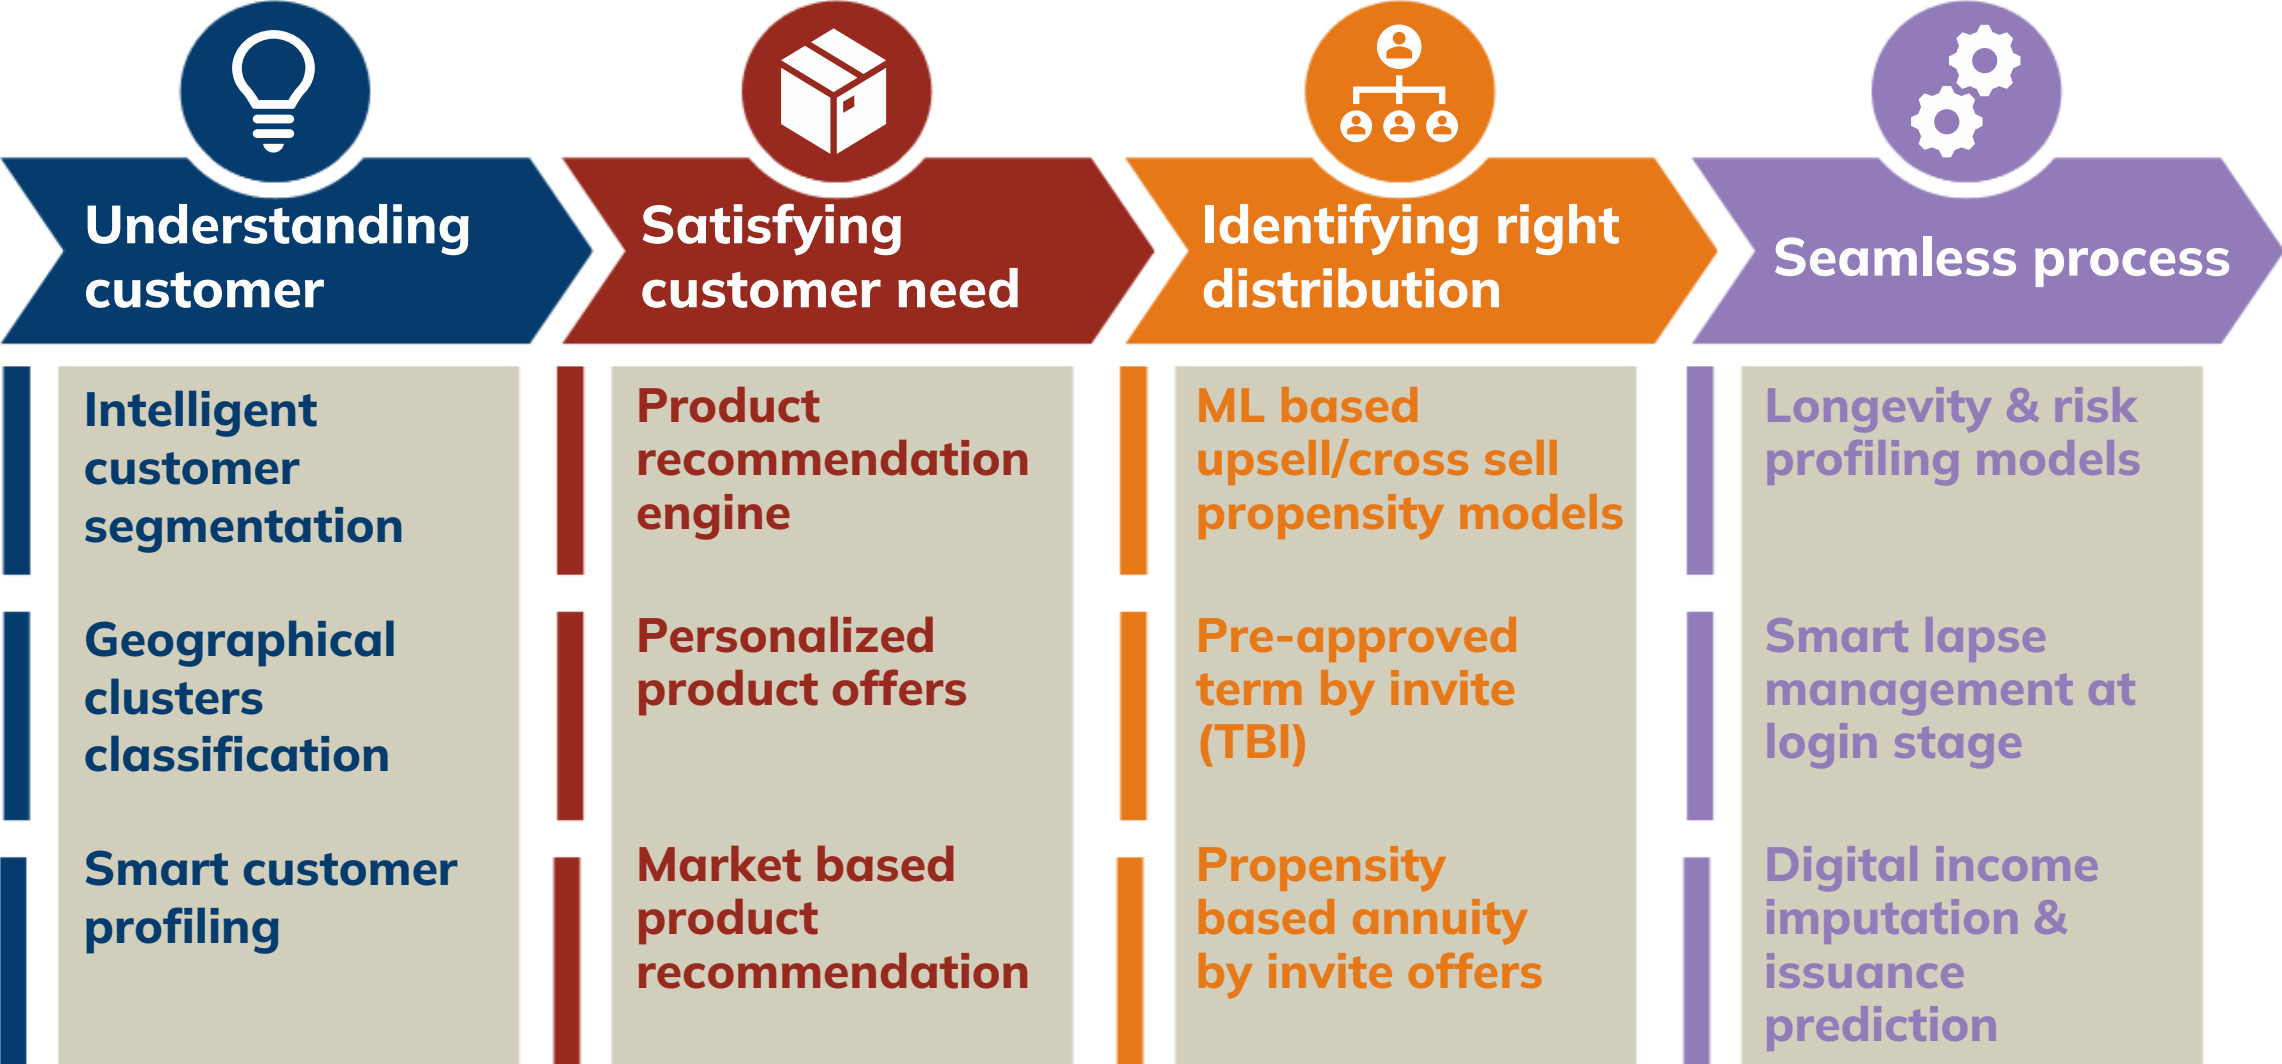 Understanding
customer
Satisfying
customer need
Identifying right
distribution
Seamless process
Intelligent
customer
segmentation
Geographical
clusters
classification
Smart customer
profiling
Product
recommendation
engine
Personalized
product offers
Market based
product
recommendation
ML based
upsell/cross sell
propensity models
Pre-approved
term by invite
(TBI)
Propensity
based annuity
by invite offers
Longevity & risk
profiling models
Smart lapse
management at
login stage
Digital income
imputation &
issuance
prediction